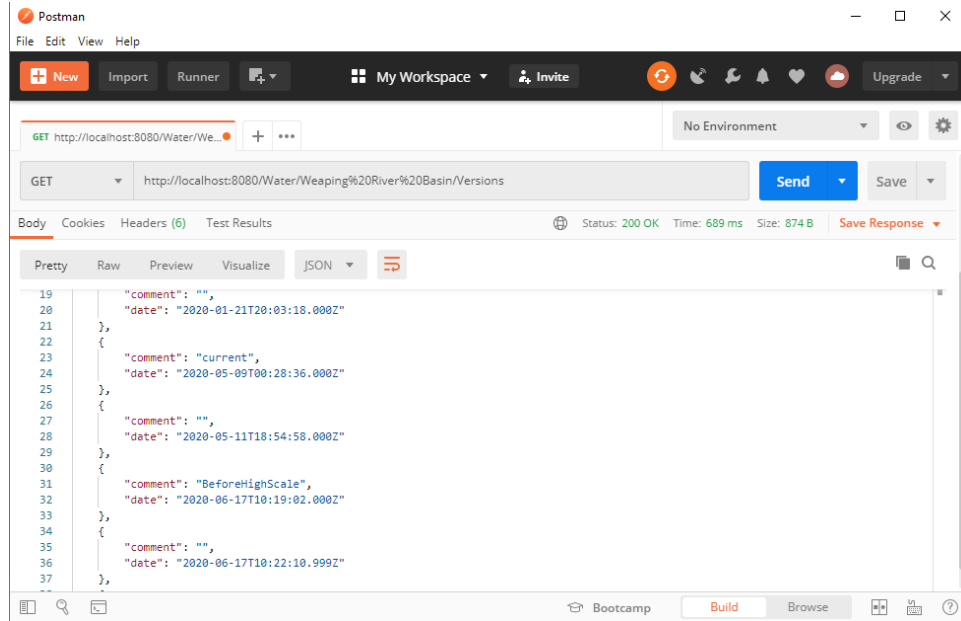 Postman
File Edit View Help
New Import Runner My Workspace Invite Upgrade
GET http://localhost:8080/Water/We... No Environment
GET http://localhost:8080/Water/Weaping%20River%20Basin/Versions Send Save
Body Cookies Headers (6) Test Results Status: 200 OK Time: 689 ms Size: 874 B Save Response
Pretty Raw Preview Visualize JSON
19 "comment": "",
20 "date": "2020-01-21T20:03:18.000Z"
21 },
22 {
23 "comment": "current",
24 "date": "2020-05-09T00:28:36.000Z"
25 },
26 {
27 "comment": "",
28 "date": "2020-05-11T18:54:58.000Z"
29 },
30 {
31 "comment": "BeforeHighScale",
32 "date": "2020-06-17T10:19:02.000Z"
33 },
34 {
35 "comment": "",
36 "date": "2020-06-17T10:22:10.999Z"
37 },
Bootcamp Build Browse